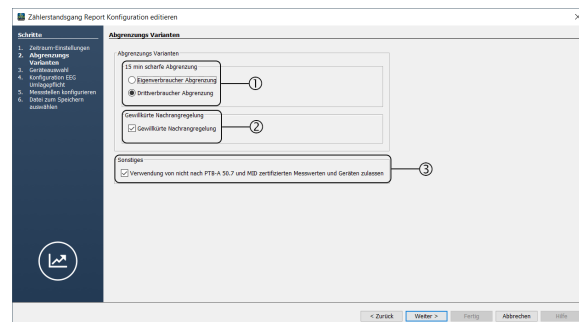 Zählerstandsgang Report Konfiguration editieren
Schritte
1. Zeitraum-Einstellungen
2. Abgrenzungs
Varianten
3. Geräteauswahl
4. Konfiguration EEG
Umlagepflicht
5. Messstellen konfigurieren
6. Datei zum Speichern
auswählen
Abgrenzungs Varianten
Abgrenzungs Varianten
15 min scharfe Abgrenzung
Eigenverbraucher Abgrenzung
1
Drittverbraucher Abgrenzung
Gewillkürte Nachrangregelung
Gewillkürte Nachrangregelung
2
Sonstiges
Verwendung von nicht nach PTB-A 50.7 und MID zertifizierten Messwerten und Geräten zulassen
3
< Zurück Weiter > Fertig Abbrechen Hilfe